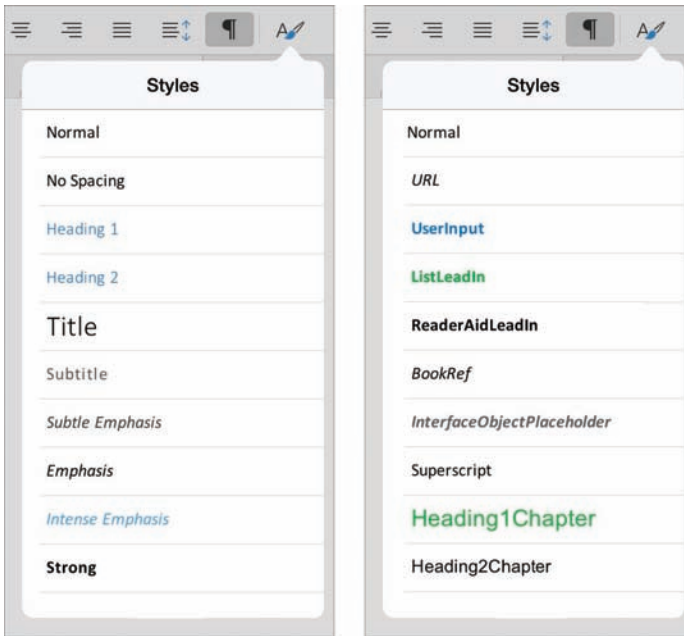 Styles
Normal
No Spacing
Heading 1
Heading 2
Title
Subtitle
Subtle Emphasis
Emphasis
Intense Emphasis
Strong
Styles
Normal
URL
UserInput
ListLeadIn
ReaderAidLeadIn
BookRef
InterfaceObjectPlaceholder
Superscript
Heading1Chapter
Heading2Chapter